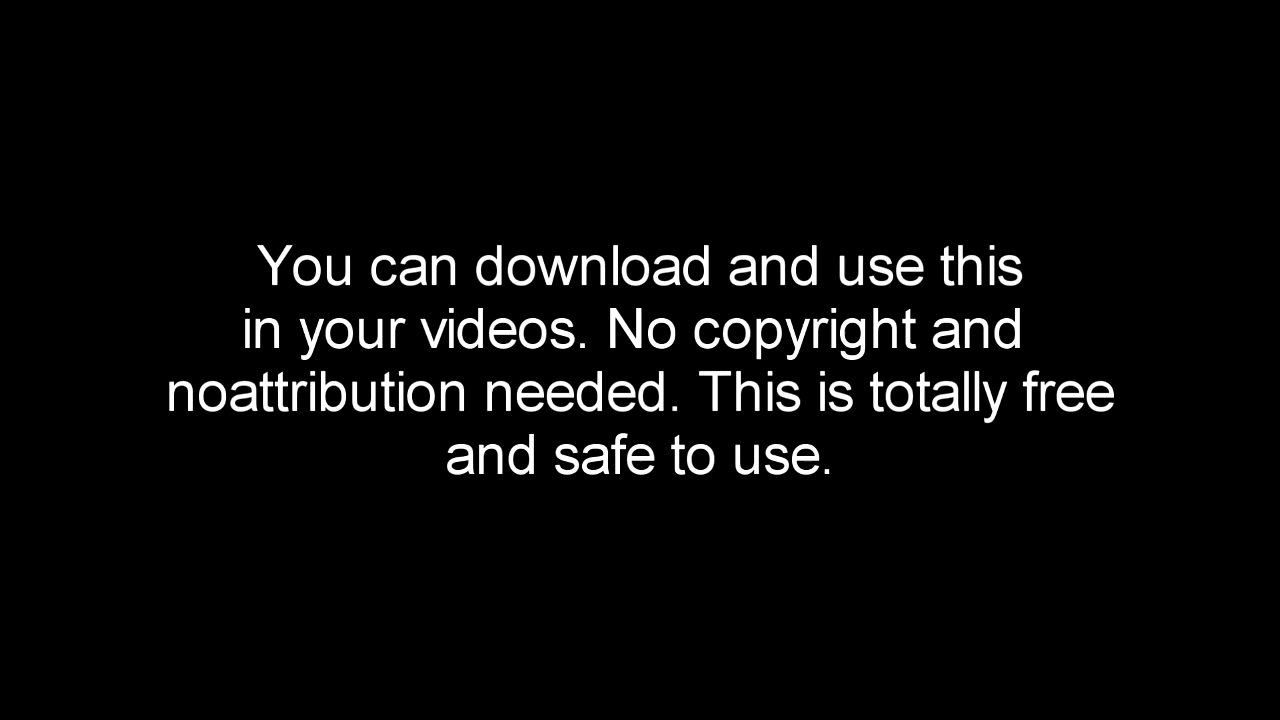 You can download and use this
in your videos. No copyright and
noattribution needed. This is totally free
and safe to use.